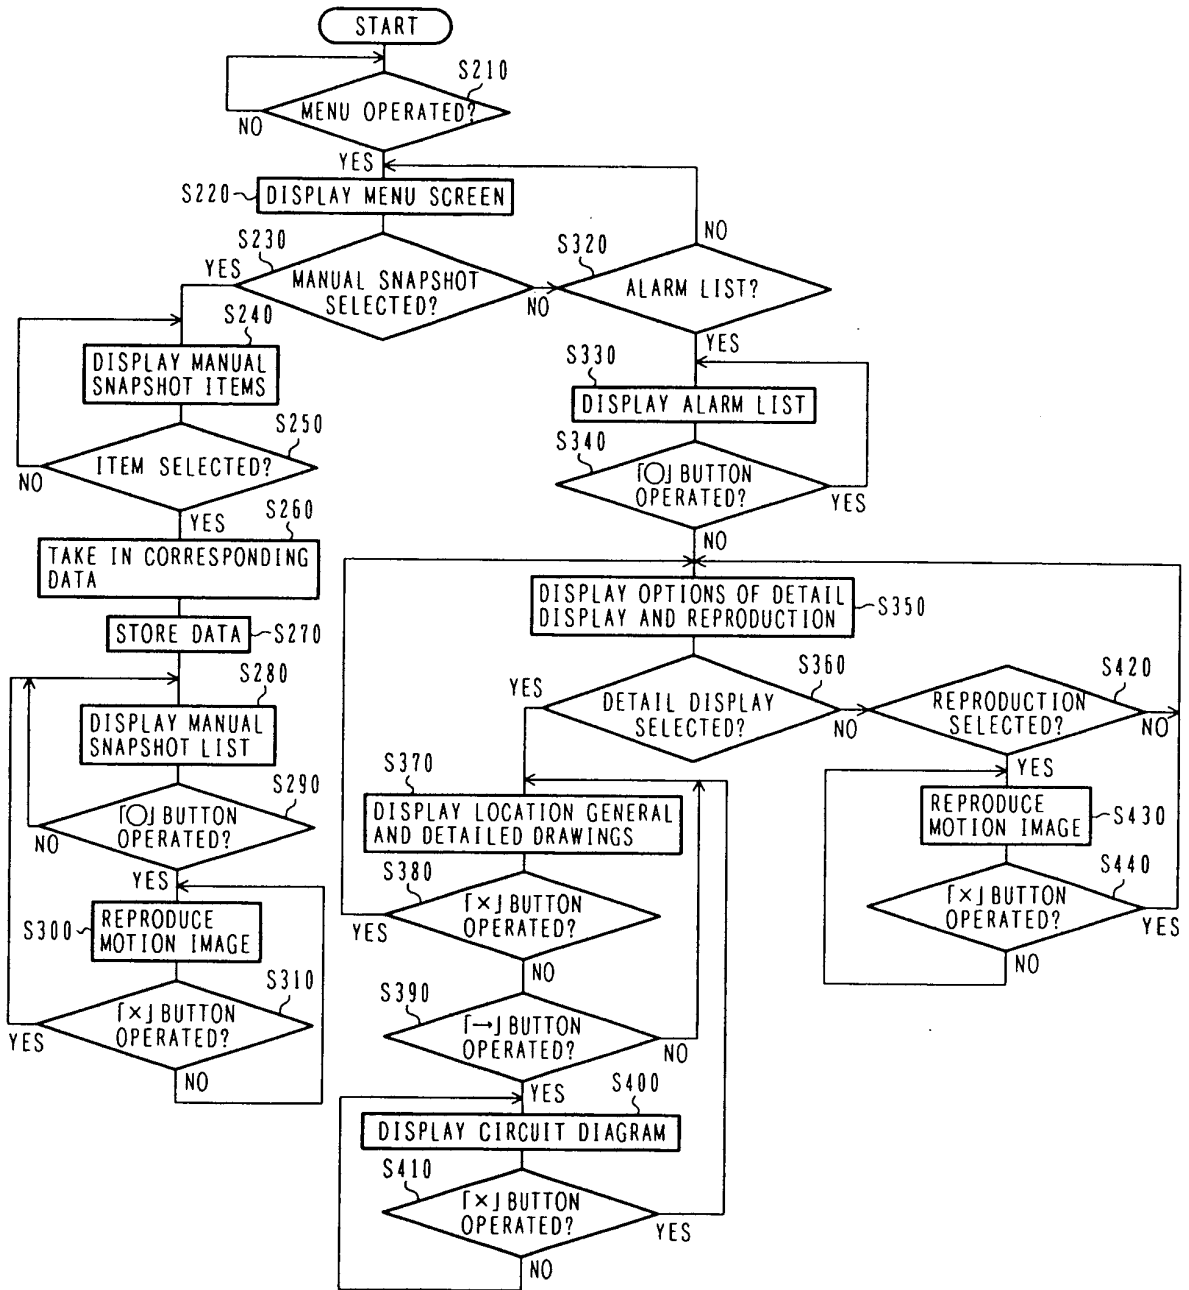 START
S210
MENU OPERATED?
NO
YES
S220
DISPLAY MENU SCREEN
S230
YES
MANUAL SNAPSHOT
SELECTED?
NO
S320
NO
ALARM LIST?
YES
S240
DISPLAY MANUAL
SNAPSHOT ITEMS
S250
ITEM SELECTED?
NO
YES
S260
TAKE IN CORRESPONDING
DATA
STORE DATA
S270
S280
DISPLAY MANUAL
SNAPSHOT LIST
S290
「○」BUTTON
OPERATED?
NO
YES
S300
REPRODUCE
MOTION IMAGE
S310
「×」BUTTON
OPERATED?
YES
NO
S330
DISPLAY ALARM LIST
S340
「○」BUTTON
OPERATED?
YES
NO
DISPLAY OPTIONS OF DETAIL
DISPLAY AND REPRODUCTION
S350
S360
YES
DETAIL DISPLAY
SELECTED?
NO
S420
REPRODUCTION
SELECTED?
NO
YES
S370
DISPLAY LOCATION GENERAL
AND DETAILED DRAWINGS
S380
「×」BUTTON
OPERATED?
YES
NO
S390
「→」BUTTON
OPERATED?
NO
YES
S400
DISPLAY CIRCUIT DIAGRAM
S410
「×」BUTTON
OPERATED?
YES
NO
REPRODUCE
MOTION IMAGE
S430
S440
「×」BUTTON
OPERATED?
YES
NO